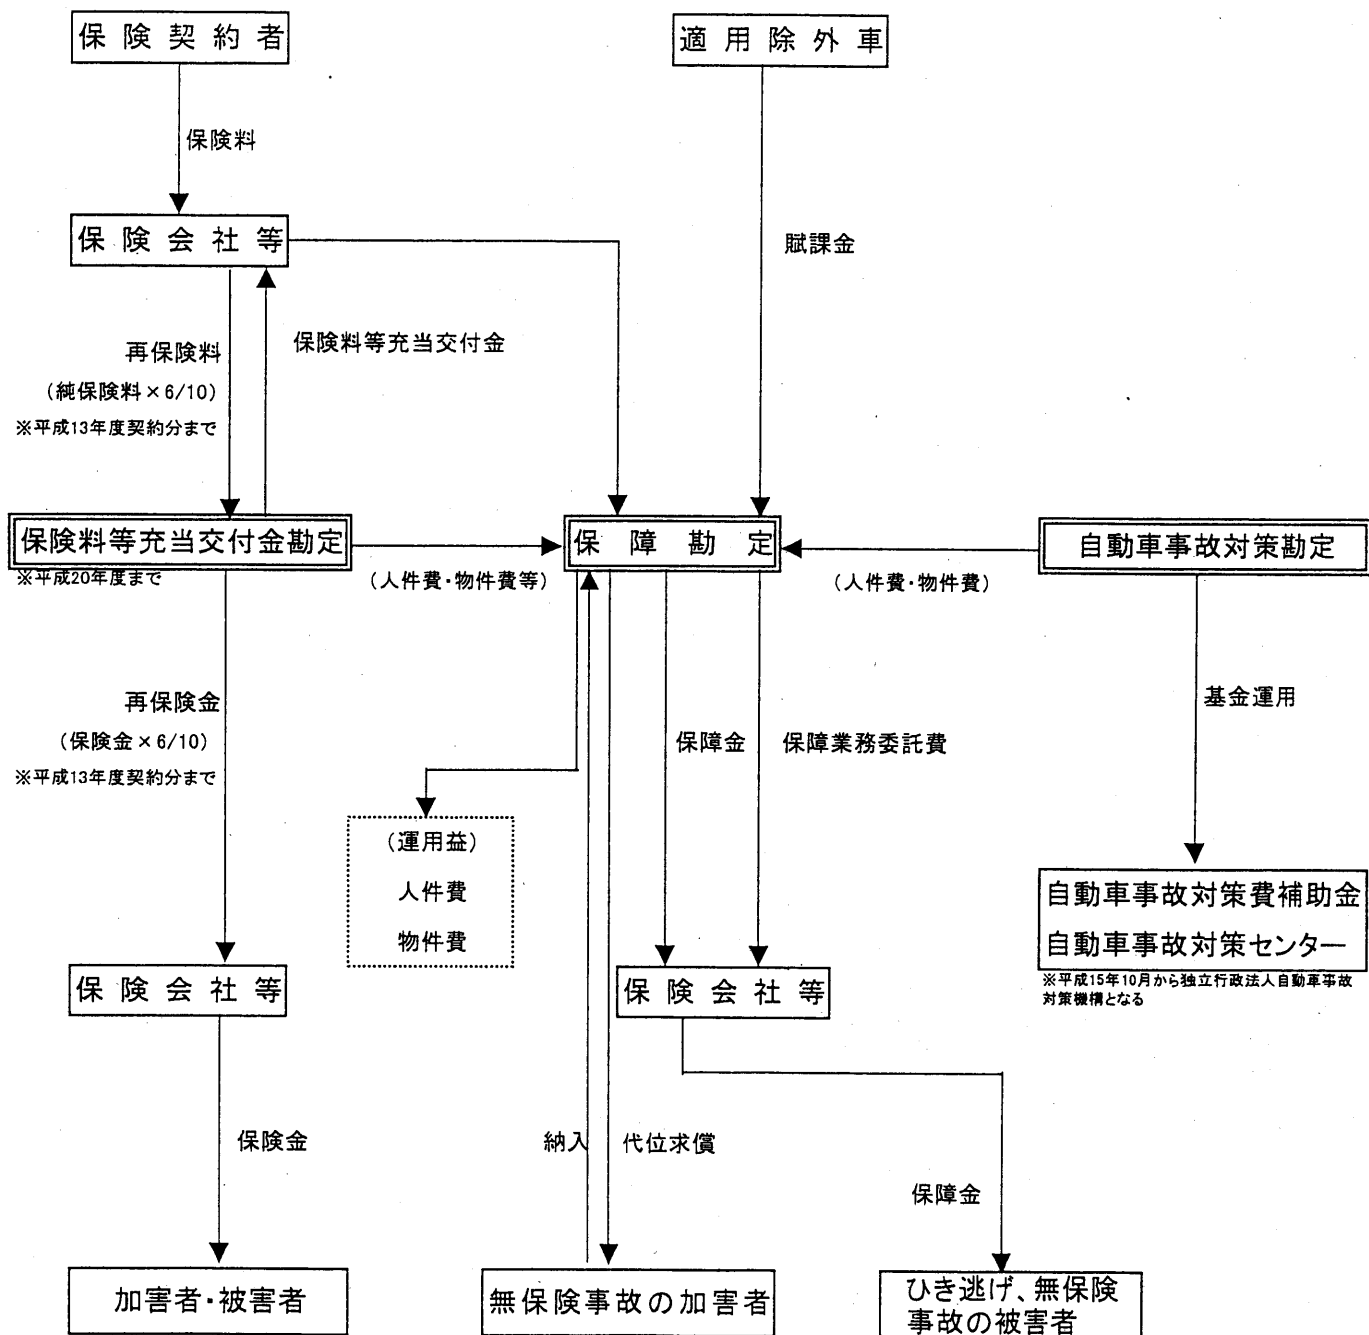 保険契約者
適用除外車
保険料
保険会社等
賦課金
再保険料
(純保険料×6/10)
※平成13年度契約分まで
保険料等充当交付金
保険料等充当交付金勘定
※平成20年度まで
(人件費・物件費等)
保障勘定
(人件費・物件費)
自動車事故対策勘定
再保険金
(保険金×6/10)
※平成13年度契約分まで
保障金
保障業務委託費
基金運用
(運用益)
人件費
物件費
自動車事故対策費補助金
自動車事故対策センター
※平成15年10月から独立行政法人自動車事故
対策機構となる
保険会社等
保険会社等
保険金
納入
代位求償
保障金
加害者・被害者
無保険事故の加害者
ひき逃げ、無保険
事故の被害者